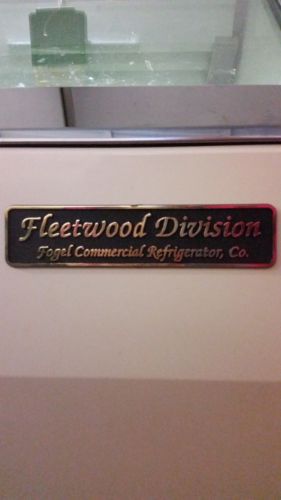 Fleetwood Division
Fogel Commercial Refrigerator, Co.